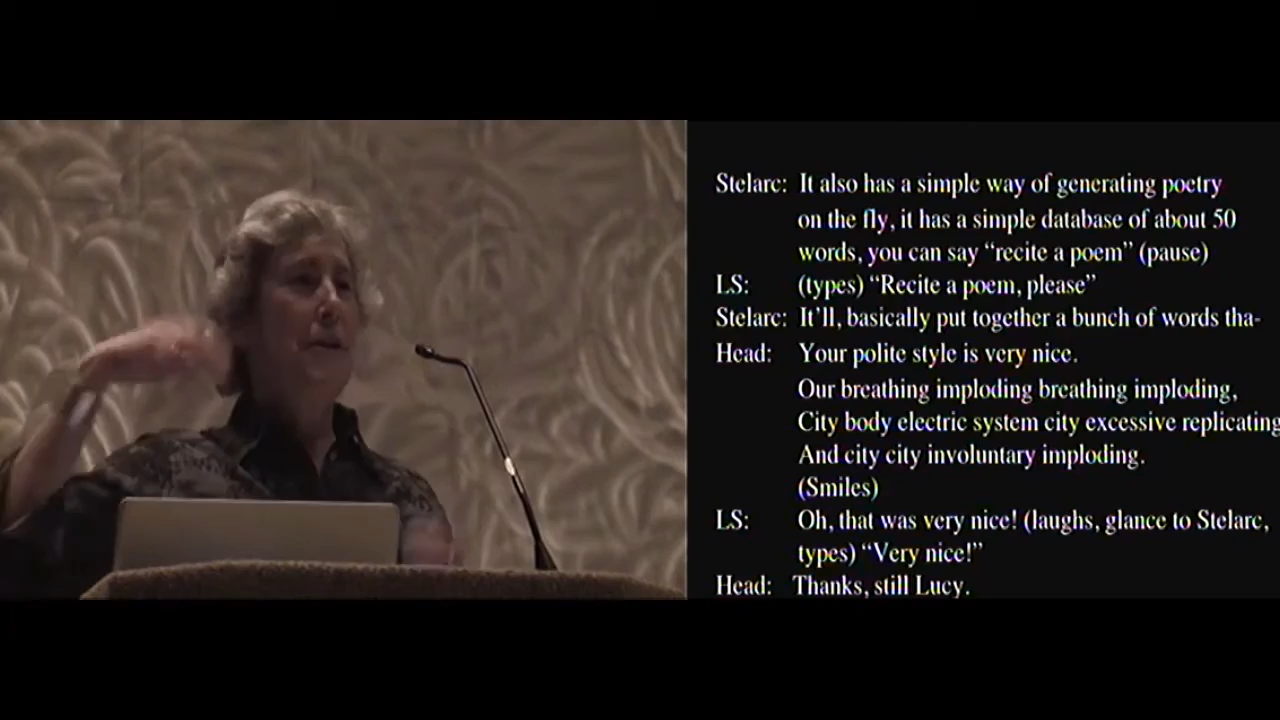 Stelarc: It also has a simple way of generating poetry
on the fly, it has a simple database of about 50
words, you can say “recite a poem” (pause)
LS: (types) “Recite a poem, please”
Stelarc: It’ll, basically put together a bunch of words tha-
Head: Your polite style is very nice.
Our breathing imploding breathing imploding,
City body electric system city excessive replicating
And city city involuntary imploding.
(Smiles)
LS: Oh, that was very nice! (laughs, glance to Stelarc,
types) “Very nice!”
Head: Thanks, still Lucy.